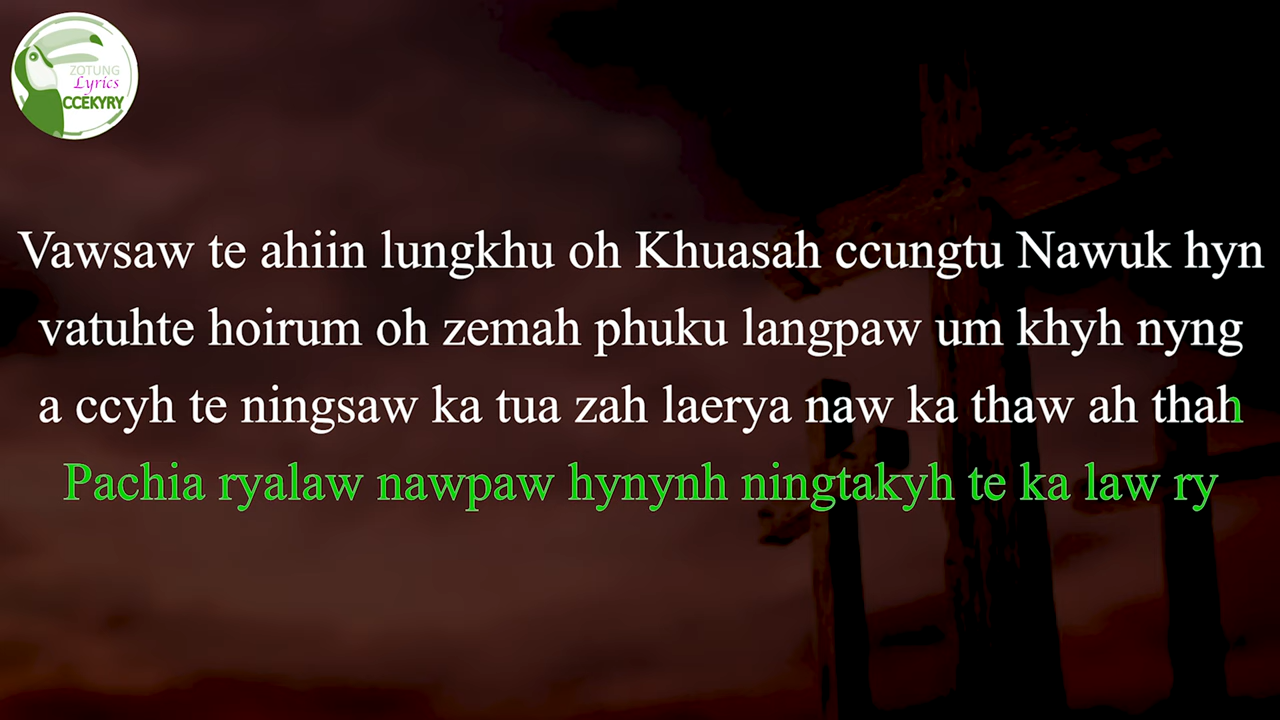 ZOTUNG
Lyrics
CCĒKYRY
Vawsaw te ahiin lungkhu oh Khuasah ccungtu Nawuk hyn
vatuhte hoirum oh zemah phuku langpaw um khyh nyng
a ccyh te ningsaw ka tua zah laerya naw ka thaw ah thah
Pachia ryalaw nawpaw hynynh ningtakyh te ka law ry